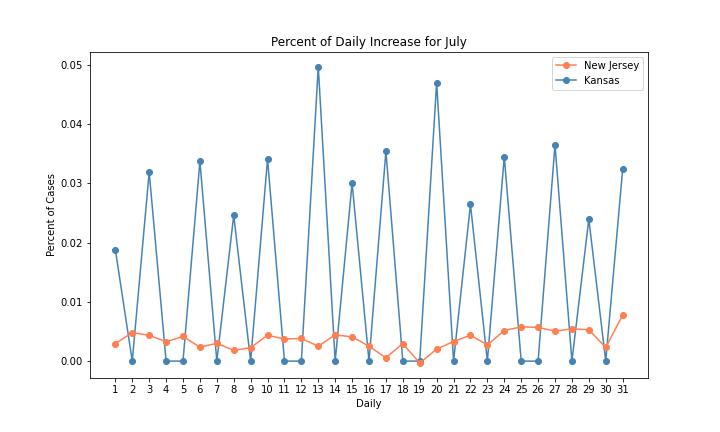 Percent of Daily Increase for July
New Jersey
Kansas
Percent of Cases
0.05
0.04
0.03
0.02
0.01
0.00
1 2 3 4 5 6 7 8 9 10 11 12 13 14 15 16 17 18 19 20 21 22 23 24 25 26 27 28 29 30 31
Daily